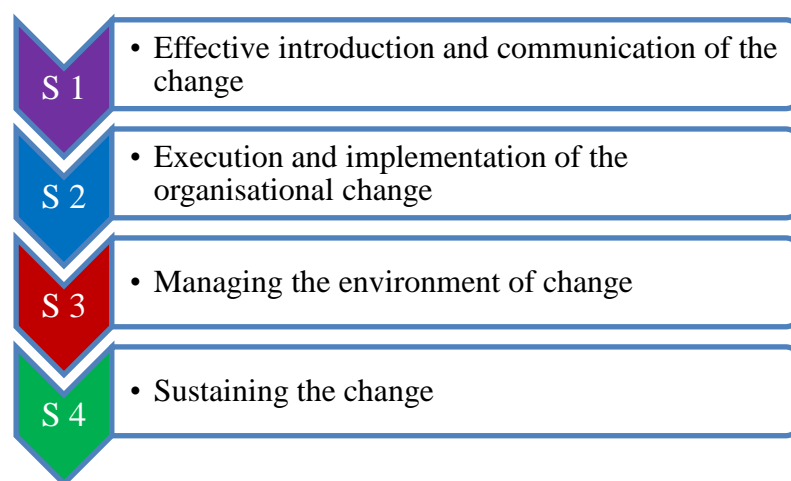 S 1
• Effective introduction and communication of the
change
S 2
• Execution and implementation of the
organisational change
S 3
• Managing the environment of change
S 4
• Sustaining the change